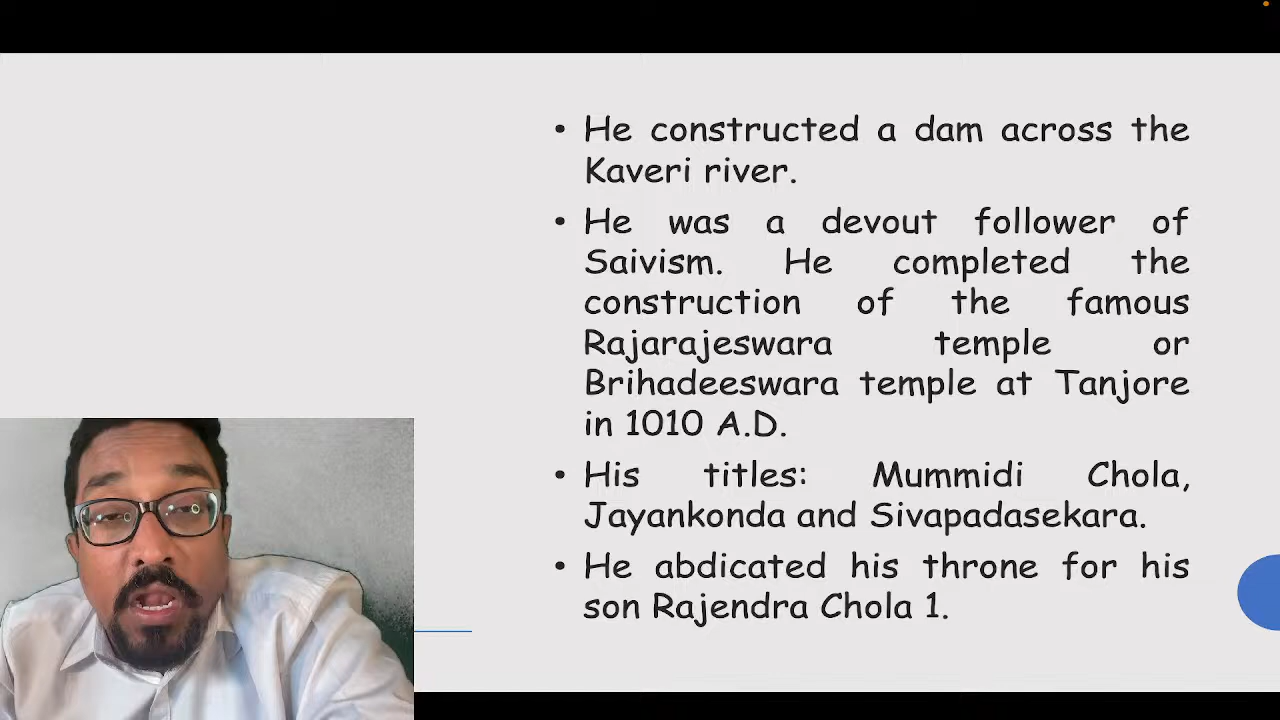 • He constructed a dam across the
Kaveri river.
• He was a devout follower of
Saivism. He completed the
construction of the famous
Rajarajeswara temple or
Brihadeeswara temple at Tanjore
in 1010 A.D.
• His titles: Mummidi Chola,
Jayankonda and Sivapadasekara.
• He abdicated his throne for his
son Rajendra Chola 1.